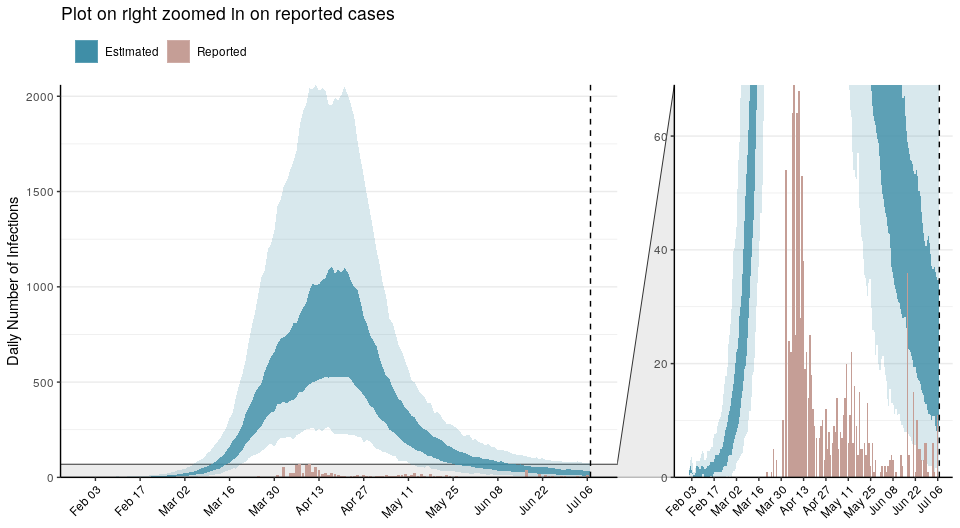 Plot on right zoomed in on reported cases
Estimated Reported
Daily Number of Infections
2000
1500
1000
500
0
Feb 03 Feb 17 Mar 02 Mar 16 Mar 30 Apr 13 Apr 27 May 11 May 25 Jun 08 Jun 22 Jul 06
60
40
20
0
Feb 03 Feb 17 Mar 02 Mar 16 Mar 30 Apr 13 Apr 27 May 11 May 25 Jun 08 Jun 22 Jul 06